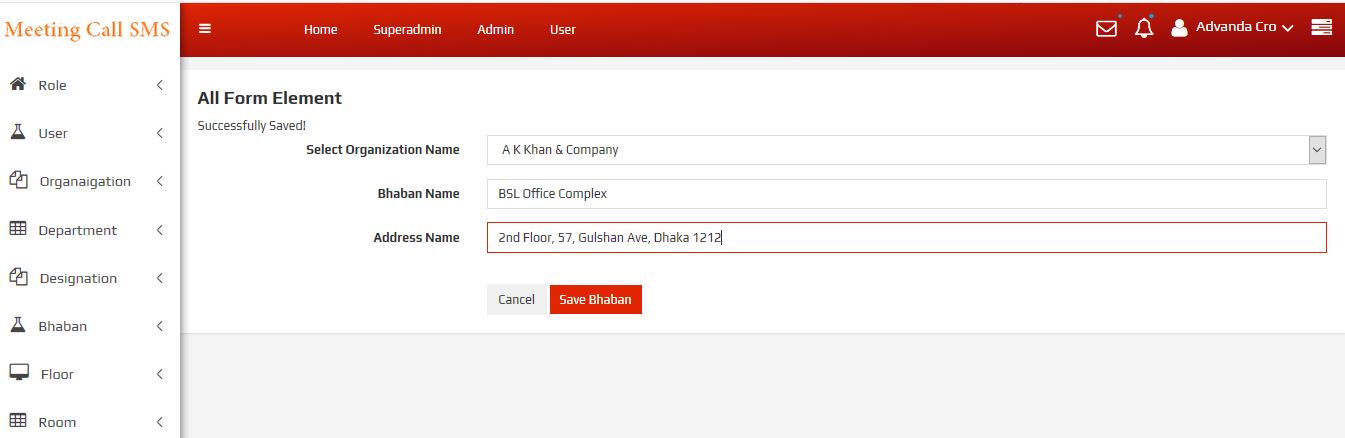 Meeting Call SMS
Home Superadmin Admin User
Advanda Cro
Role
User
Organaigation
Department
Designation
Bhaban
Floor
Room
All Form Element
Successfully Saved!
Select Organization Name A K Khan & Company
Bhaban Name BSL Office Complex
Address Name 2nd Floor, 57, Gulshan Ave, Dhaka 1212
Cancel Save Bhaban